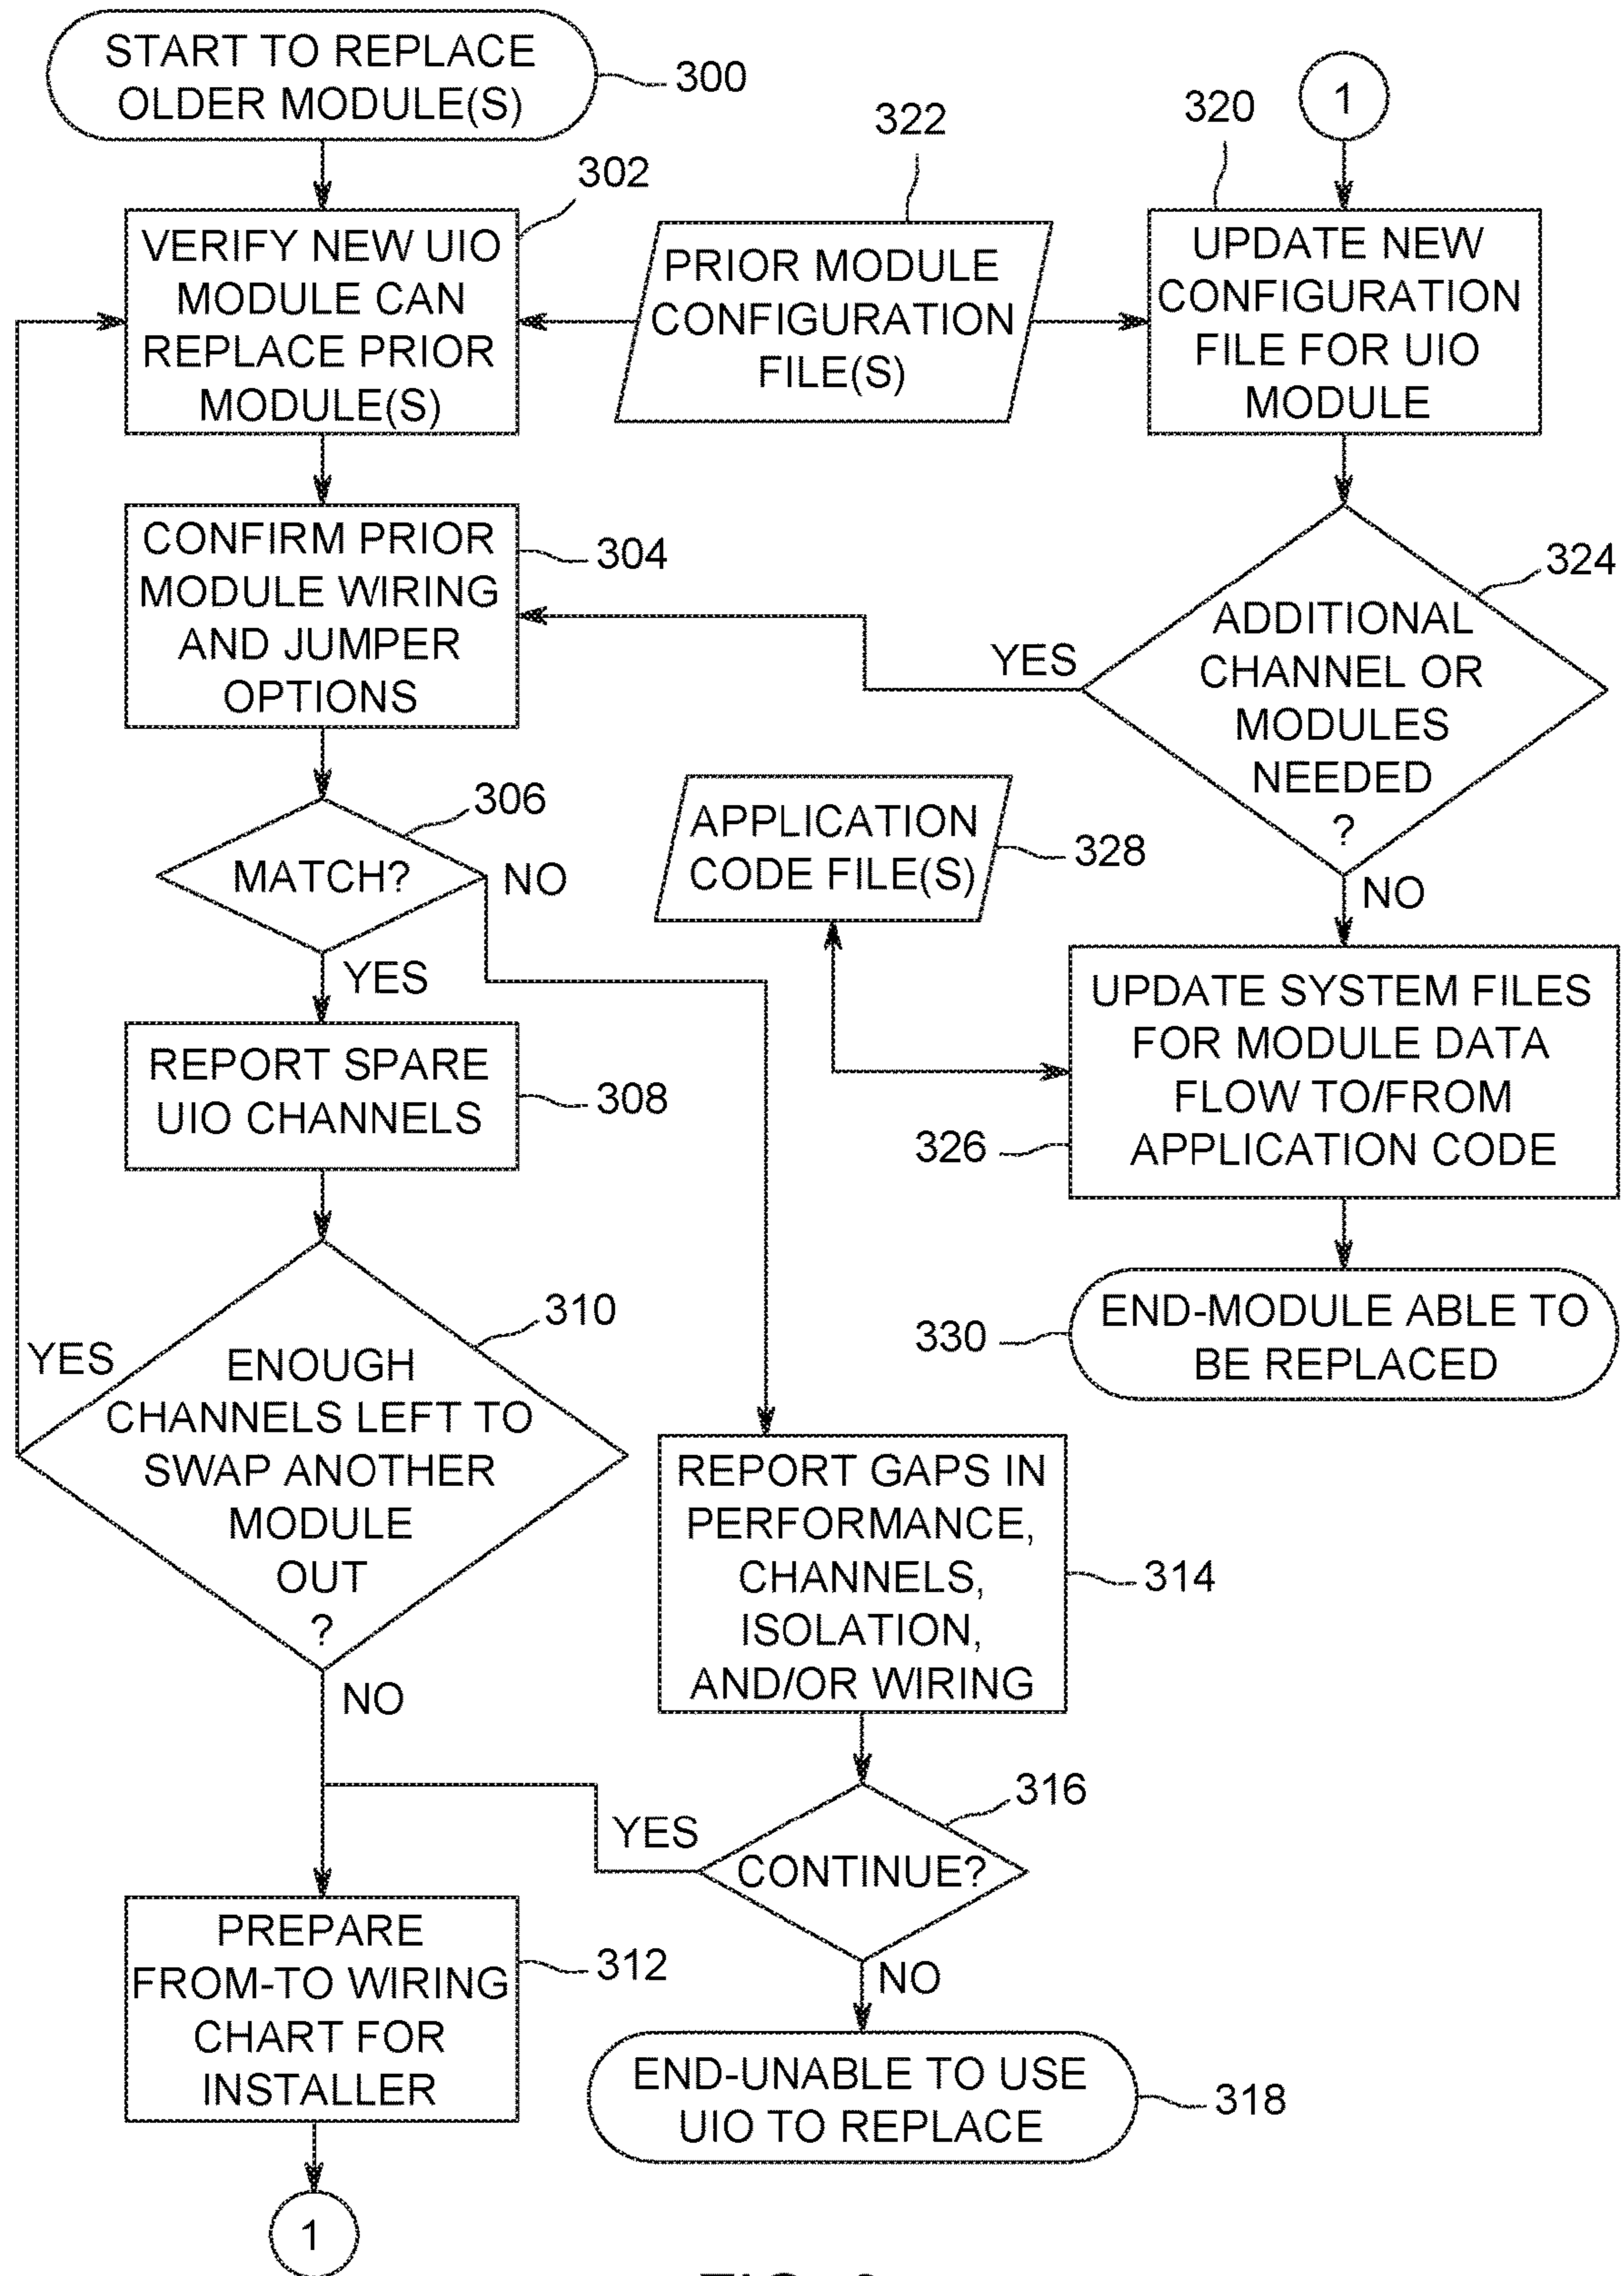 START TO REPLACE
OLDER MODULE(S)
300
302
VERIFY NEW UIO
MODULE CAN
REPLACE PRIOR
MODULE(S)
322
PRIOR MODULE
CONFIGURATION
FILE(S)
320
1
UPDATE NEW
CONFIGURATION
FILE FOR UIO
MODULE
CONFIRM PRIOR
MODULE WIRING
AND JUMPER
OPTIONS
304
324
ADDITIONAL
CHANNEL OR
MODULES
NEEDED
?
YES
NO
306
MATCH?
NO
YES
APPLICATION
CODE FILE(S)
328
UPDATE SYSTEM FILES
FOR MODULE DATA
FLOW TO/FROM
APPLICATION CODE
326
REPORT SPARE
UIO CHANNELS
308
END-MODULE ABLE TO
BE REPLACED
330
310
YES
ENOUGH
CHANNELS LEFT TO
SWAP ANOTHER
MODULE
OUT
?
NO
REPORT GAPS IN
PERFORMANCE,
CHANNELS,
ISOLATION,
AND/OR WIRING
314
316
YES
CONTINUE?
NO
PREPARE
FROM-TO WIRING
CHART FOR
INSTALLER
312
END-UNABLE TO USE
UIO TO REPLACE
318
1